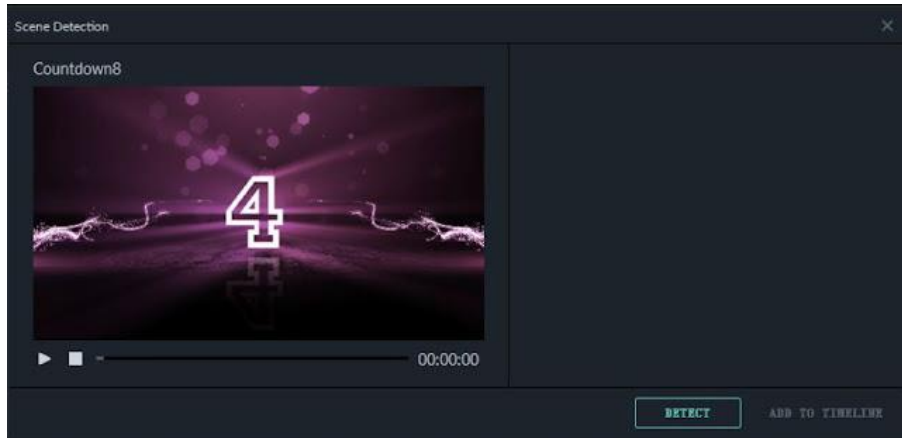 Scene Detection
Countdown8
4
00:00:00
DETECT
ADD TO TIMELINE